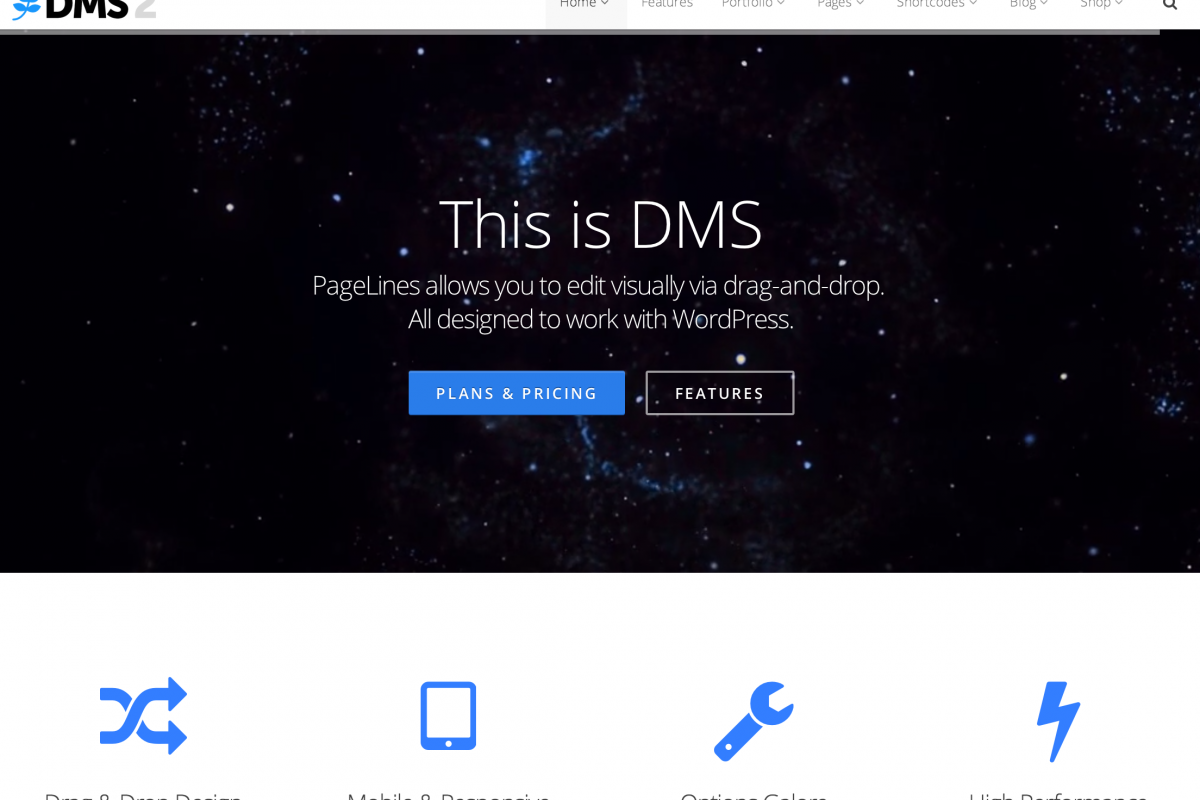 DMS 2
Home Features Portfolio Pages Shortcodes Blog Shop
This is DMS
PageLines allows you to edit visually via drag-and-drop.
All designed to work with WordPress.
PLANS & PRICING FEATURES
Drag & Drop Design Mobile & Responsive Options Galore High Performance